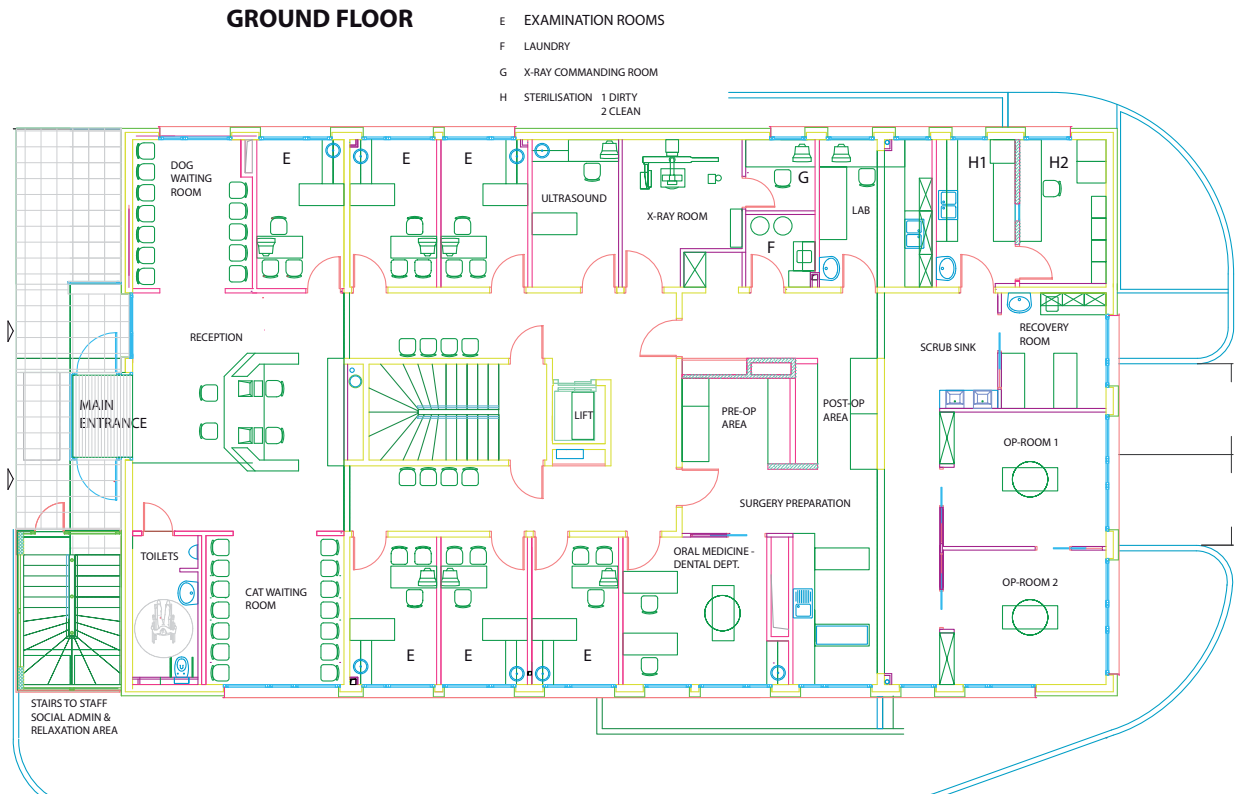 GROUND FLOOR
E EXAMINATION ROOMS
F LAUNDRY
G X-RAY COMMANDING ROOM
H STERILISATION 1 DIRTY
2 CLEAN
DOG
WAITING
ROOM
E
E
E
ULTRASOUND
X-RAY ROOM
G
F
LAB
H1
H2
RECEPTION
MAIN
ENTRANCE
LIFT
PRE-OP
AREA
POST-OP
AREA
SCRUB SINK
RECOVERY
ROOM
OP-ROOM 1
SURGERY PREPARATION
TOILETS
CAT WAITING
ROOM
E
E
E
ORAL MEDICINE -
DENTAL DEPT.
OP-ROOM 2
STAIRS TO STAFF
SOCIAL ADMIN &
RELAXATION AREA